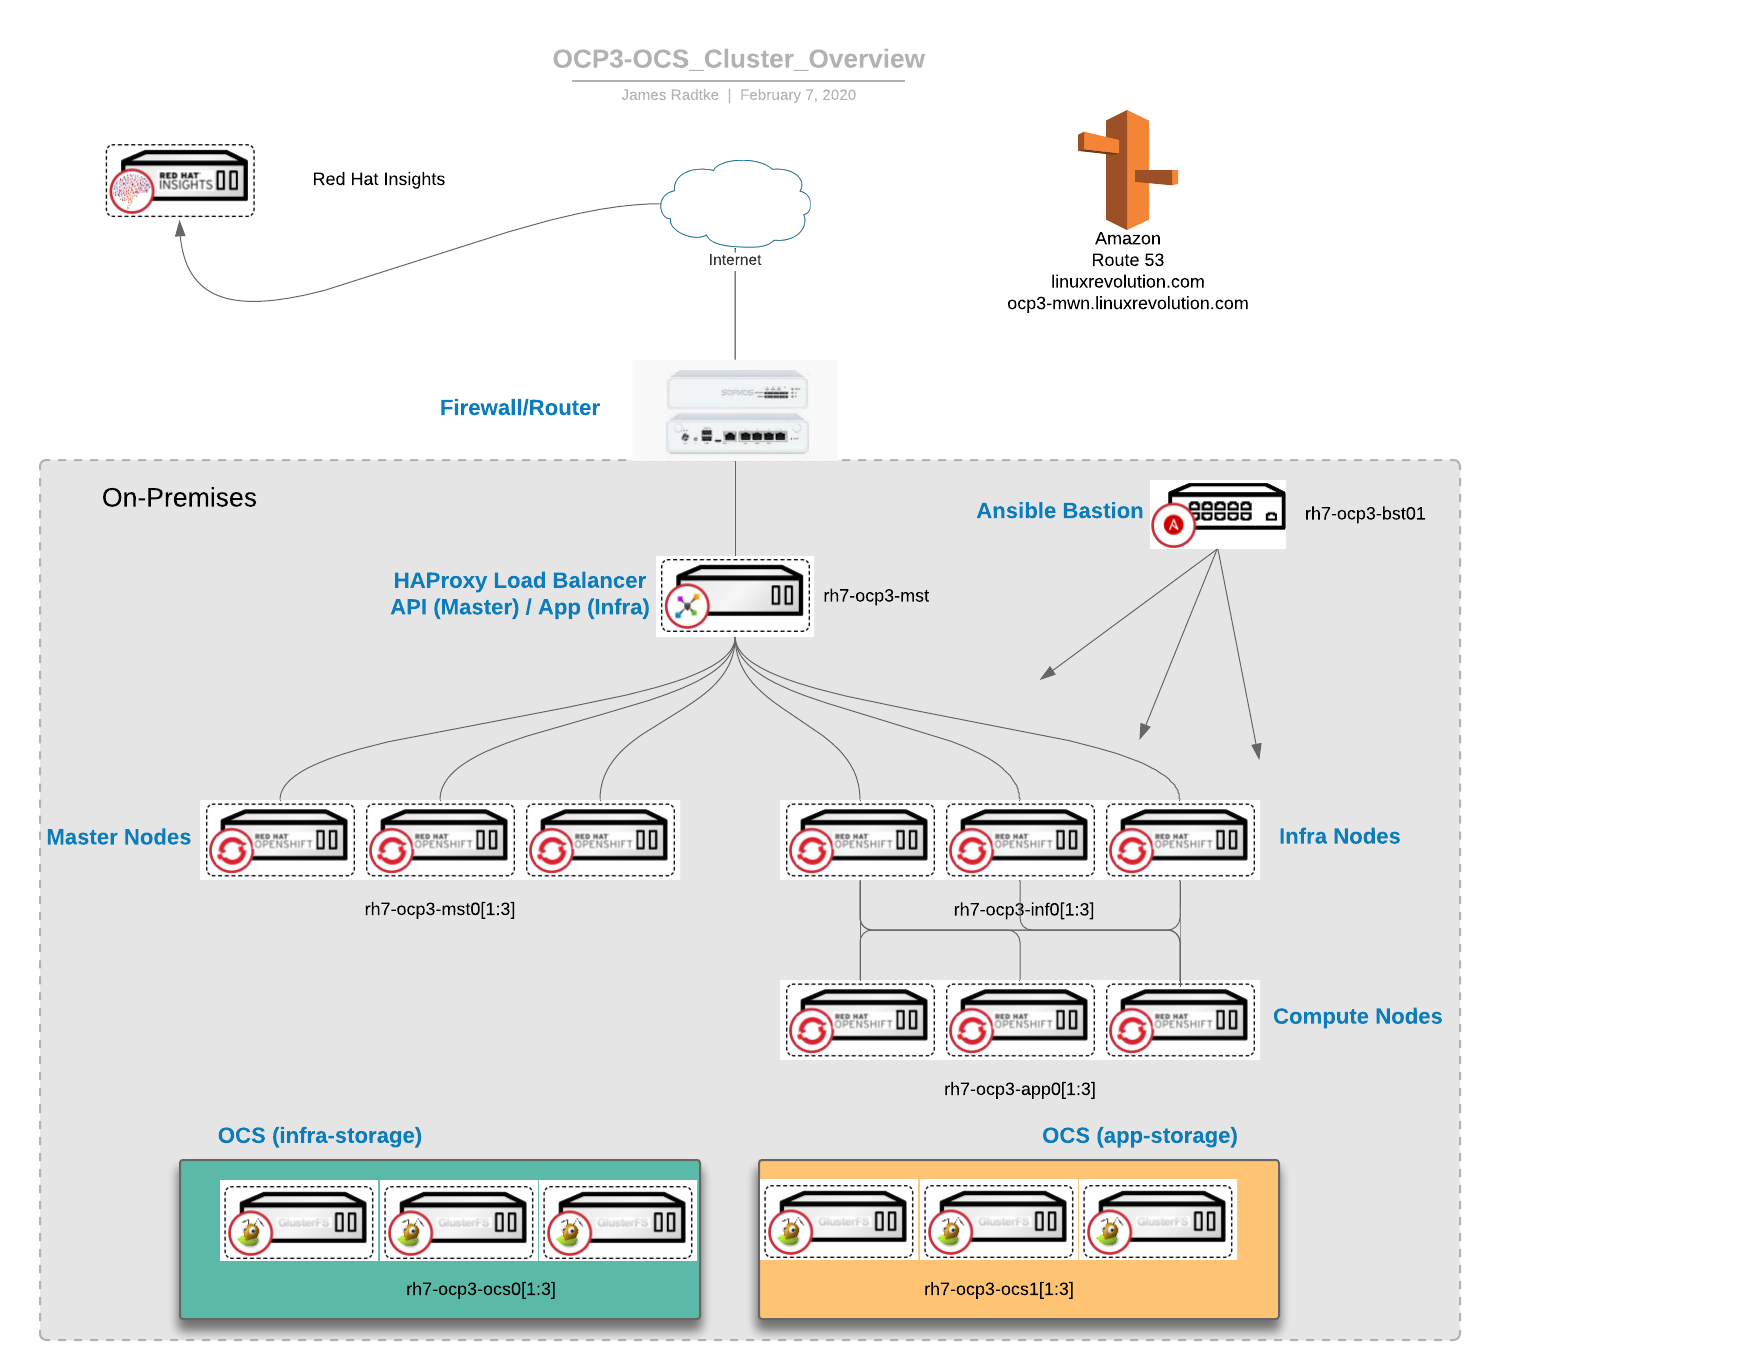 OCP3-OCS_Cluster_Overview
James Radtke | February 7, 2020
RED HAT
INSIGHTS
Red Hat Insights
Internet
Amazon
Route 53
linuxrevolution.com
ocp3-mwn.linuxrevolution.com
Firewall/Router
SOPHOS
On-Premises
Ansible Bastion
A
rh7-ocp3-bst01
HAProxy Load Balancer
API (Master) / App (Infra)
rh7-ocp3-mst
Master Nodes
RED HAT
OPENSHIFT
RED HAT
OPENSHIFT
RED HAT
OPENSHIFT
rh7-ocp3-mst0[1:3]
RED HAT
OPENSHIFT
RED HAT
OPENSHIFT
RED HAT
OPENSHIFT
Infra Nodes
rh7-ocp3-inf0[1:3]
RED HAT
OPENSHIFT
RED HAT
OPENSHIFT
RED HAT
OPENSHIFT
Compute Nodes
rh7-ocp3-app0[1:3]
OCS (infra-storage)
GlusterFS
GlusterFS
GlusterFS
rh7-ocp3-ocs0[1:3]
OCS (app-storage)
GlusterFS
GlusterFS
GlusterFS
rh7-ocp3-ocs1[1:3]